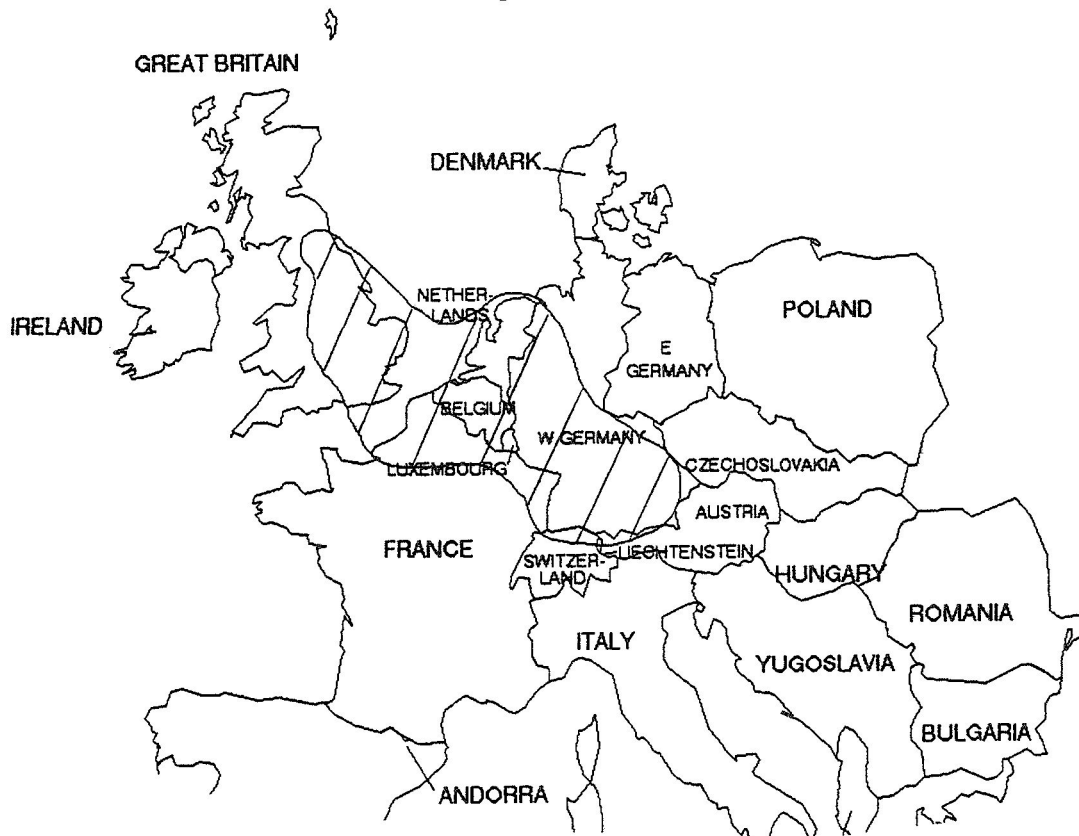 GREAT BRITAIN
DENMARK
NETHER-
LANDS
POLAND
IRELAND
E
GERMANY
BELGIUM
W GERMANY
LUXEMBOURG
CZECHOSLOVAKIA
AUSTRIA
FRANCE
SWITZER-
LAND
LIECHTENSTEIN
HUNGARY
ROMANIA
ITALY
YUGOSLAVIA
BULGARIA
ANDORRA